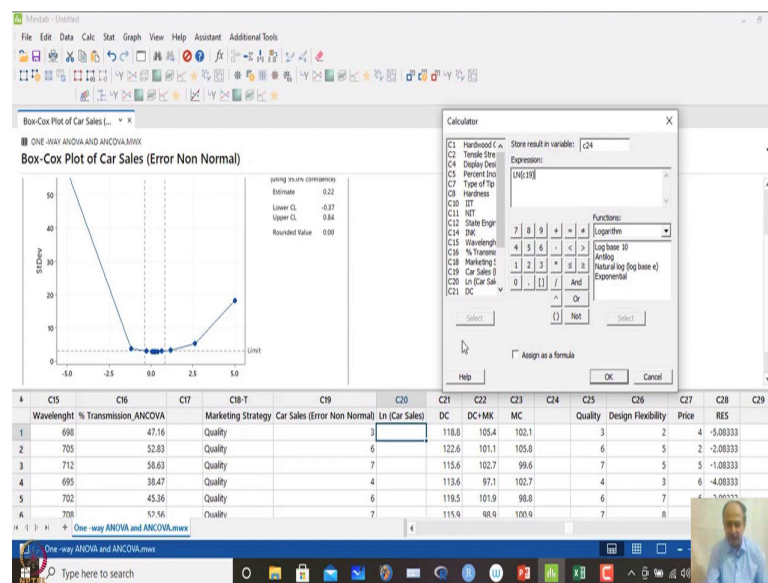 Minitab - Untitled
File Edit Data Calc Stat Graph View Help Assistant Additional Tools
Box-Cox Plot of Car Sales (...
ONE -WAY ANOVA AND ANCOVA.MWX
Box-Cox Plot of Car Sales (Error Non Normal)
(using 95.0% confidence)
Estimate 0.22
Lower CL -0.37
Upper CL 0.84
Rounded Value 0.00
StDev
50
40
30
20
10
0
-5.0 -2.5 0.0 2.5 5.0
Limit
Calculator
C1 Hardwood C
C2 Tensile Stre
C4 Display Desi
C5 Percent Inc
C7 Type of Tip
C8 Hardness
C10 IIT
C11 NIT
C12 State Engir
C14 INK
C15 Wavelenght
C16 % Transmis
C18 Marketing S
C19 Car Sales (
C20 Ln (Car Sal
C21 DC
Store result in variable: c24
Expression:
LN(c19)
Functions:
Logarithm
Log base 10
Antilog
Natural log (log base e)
Exponential
7 8 9 + = ≠
4 5 6 - < >
1 2 3 * ≤ ≥
0 . [] / And
^ Or
() Not
Select
Select
Assign as a formula
Help
OK
Cancel
C15 C16 C17 C18-T C19 C20 C21 C22 C23 C24 C25 C26 C27 C28 C29
Wavelenght % Transmission_ANCOVA Marketing Strategy Car Sales (Error Non Normal) Ln (Car Sales) DC DC+MK MC Quality Design Flexibility Price RES
1 698 47.16 Quality 3 118.8 105.4 102.1 3 2 4 -5.08333
2 705 52.83 Quality 6 122.6 101.1 105.8 6 5 2 -2.08333
3 712 58.63 Quality 7 115.6 102.7 99.6 7 5 5 -1.08333
4 695 38.47 Quality 4 113.6 97.1 102.7 4 3 6 -4.08333
5 702 45.36 Quality 6 119.5 101.9 98.8 6 7
6 708 52.56 Quality 7 115.9 98.9 100.9 7 8
One -way ANOVA and ANCOVA.mwx
One -way ANOVA and ANCOVA.mwx
Type here to search
NPTEL